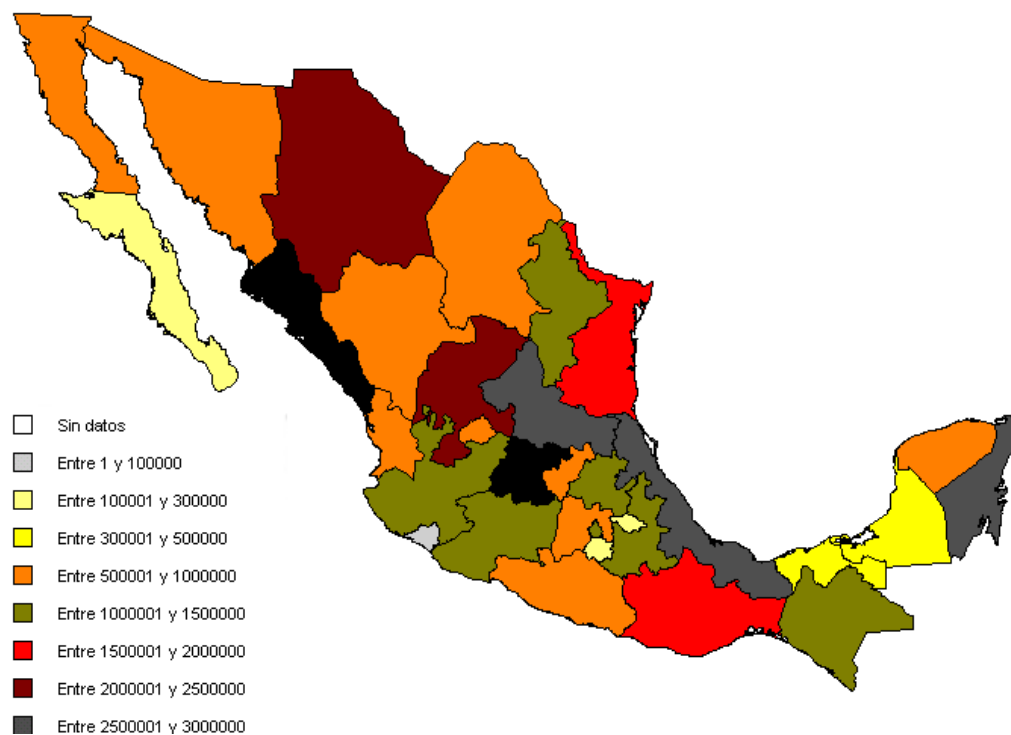 Sin datos
Entre 1 y 100000
Entre 100001 y 300000
Entre 300001 y 500000
Entre 500001 y 1000000
Entre 1000001 y 1500000
Entre 1500001 y 2000000
Entre 2000001 y 2500000
Entre 2500001 y 3000000